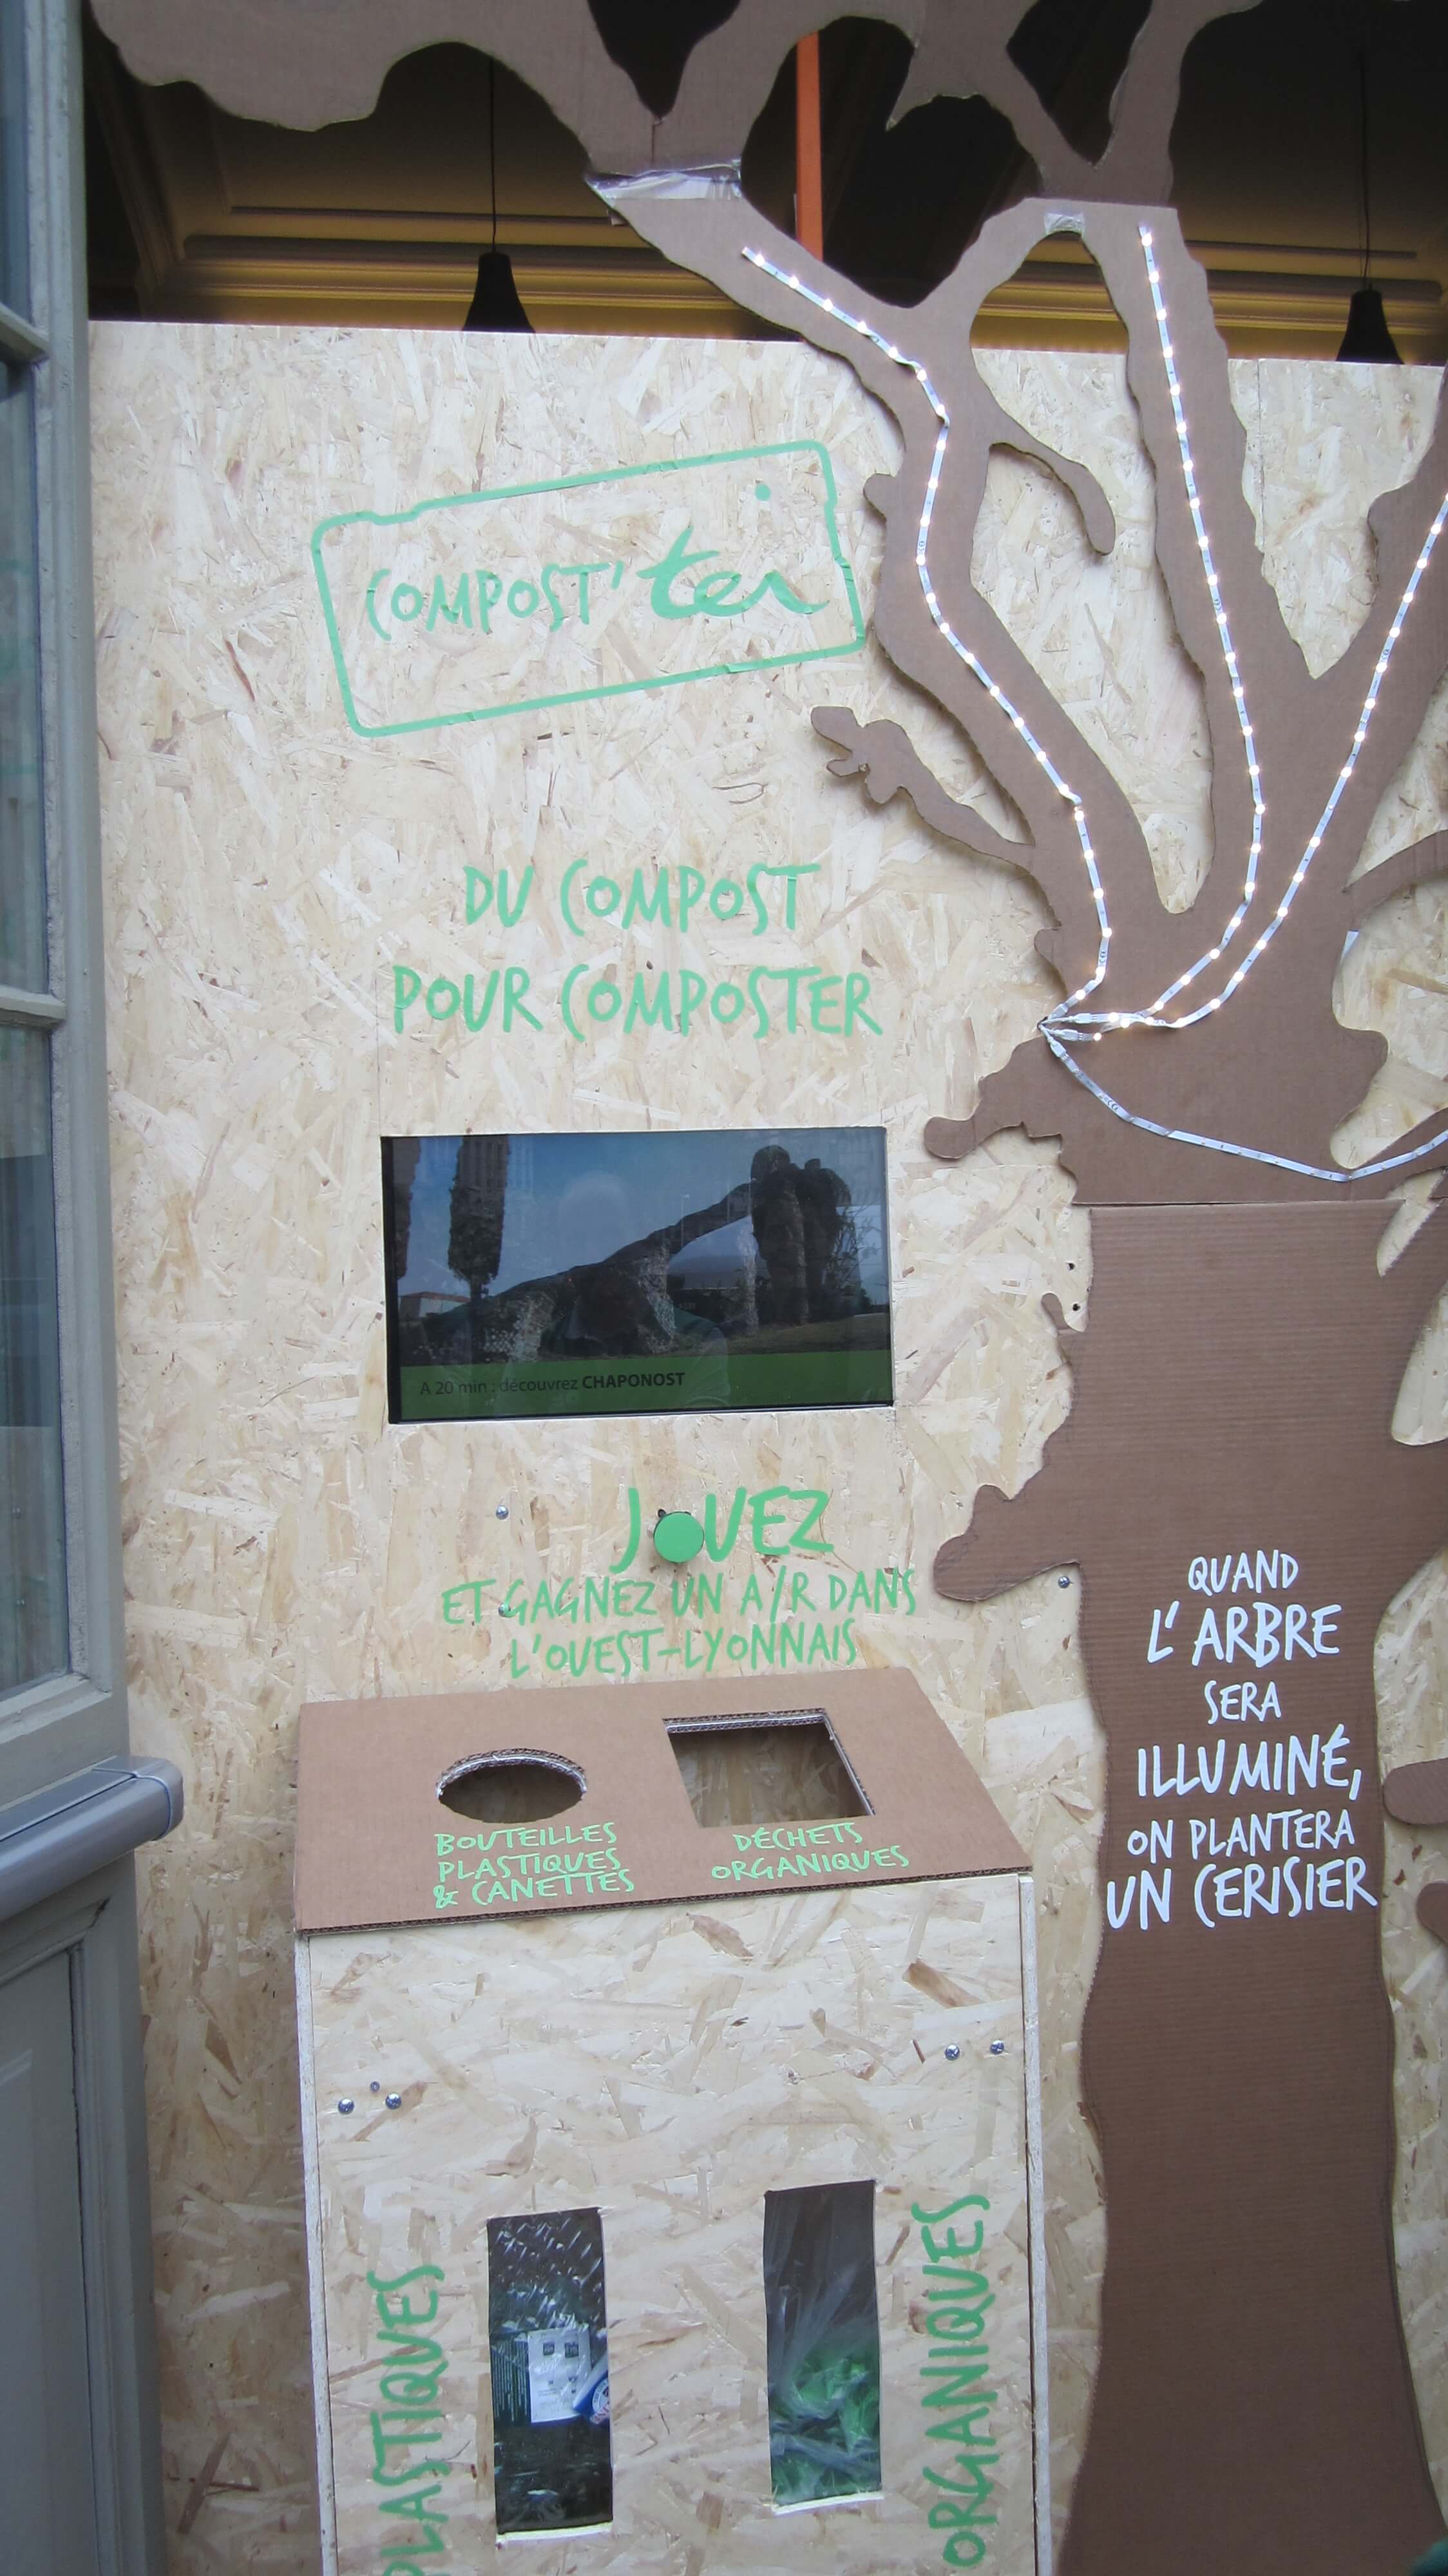 COMPOST'ter
DU COMPOST
POUR COMPOSTER
A 20 min : découvrez CHAPONOST
JOUEZ
ET GAGNEZ UN A/R DANS
L'OUEST-LYONNAIS
BOUTEILLES
PLASTIQUES
& CANETTES
DÉCHETS
ORGANIQUES
QUAND
L'ARBRE
SERA
ILLUMINÉ,
ON PLANTERA
UN CERISIER
PLASTIQUES
ORGANIQUES